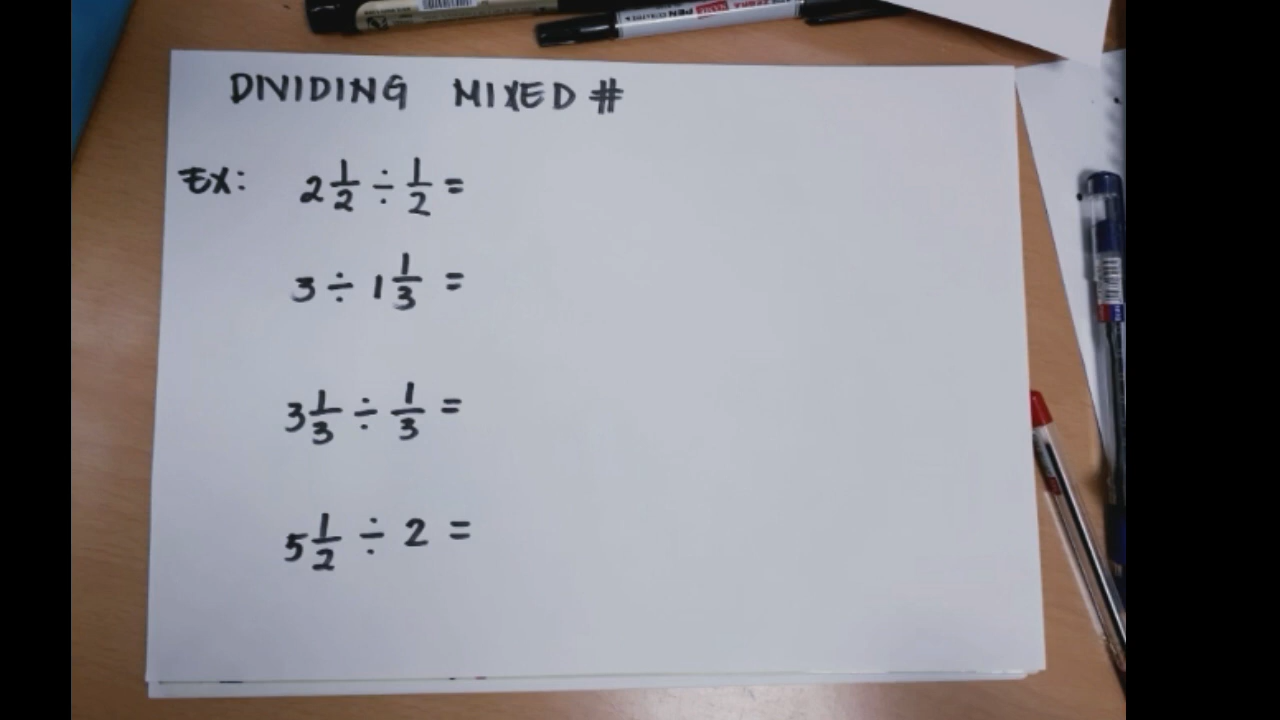 DIVIDING MIXED #
EX: 2 1/2 ÷ 1/2 =
3 ÷ 1 1/3 =
3 1/3 ÷ 1/3 =
5 1/2 ÷ 2 =